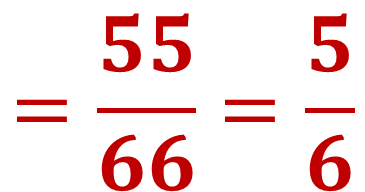 = 55/66 = 5/6